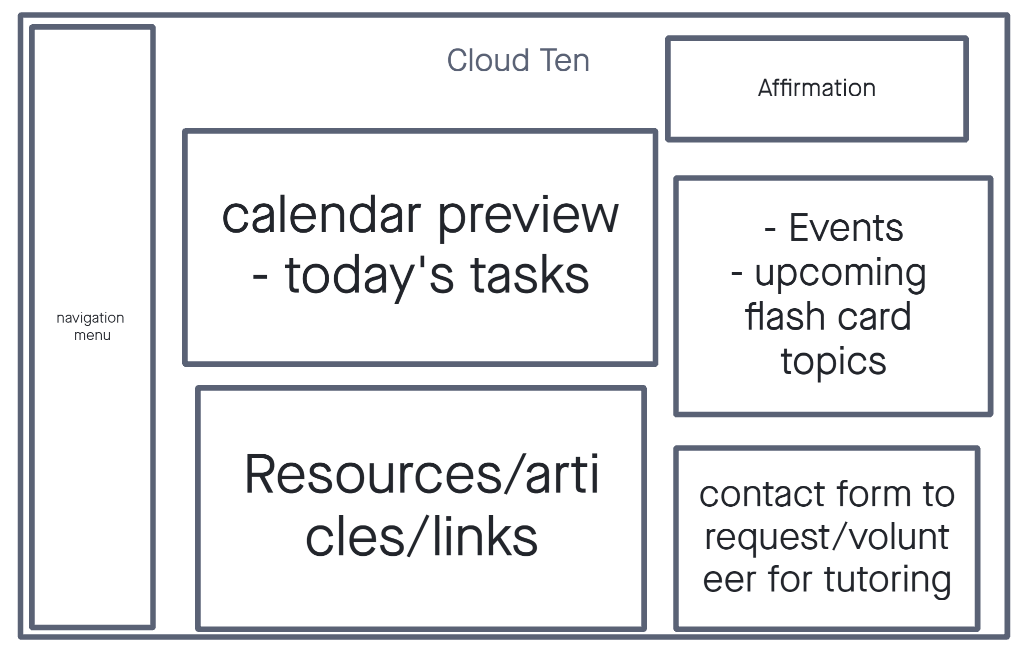 Cloud Ten
Affirmation
calendar preview
- today's tasks
- Events
- upcoming
flash card
topics
navigation
menu
Resources/arti
cles/links
contact form to
request/volunt
eer for tutoring